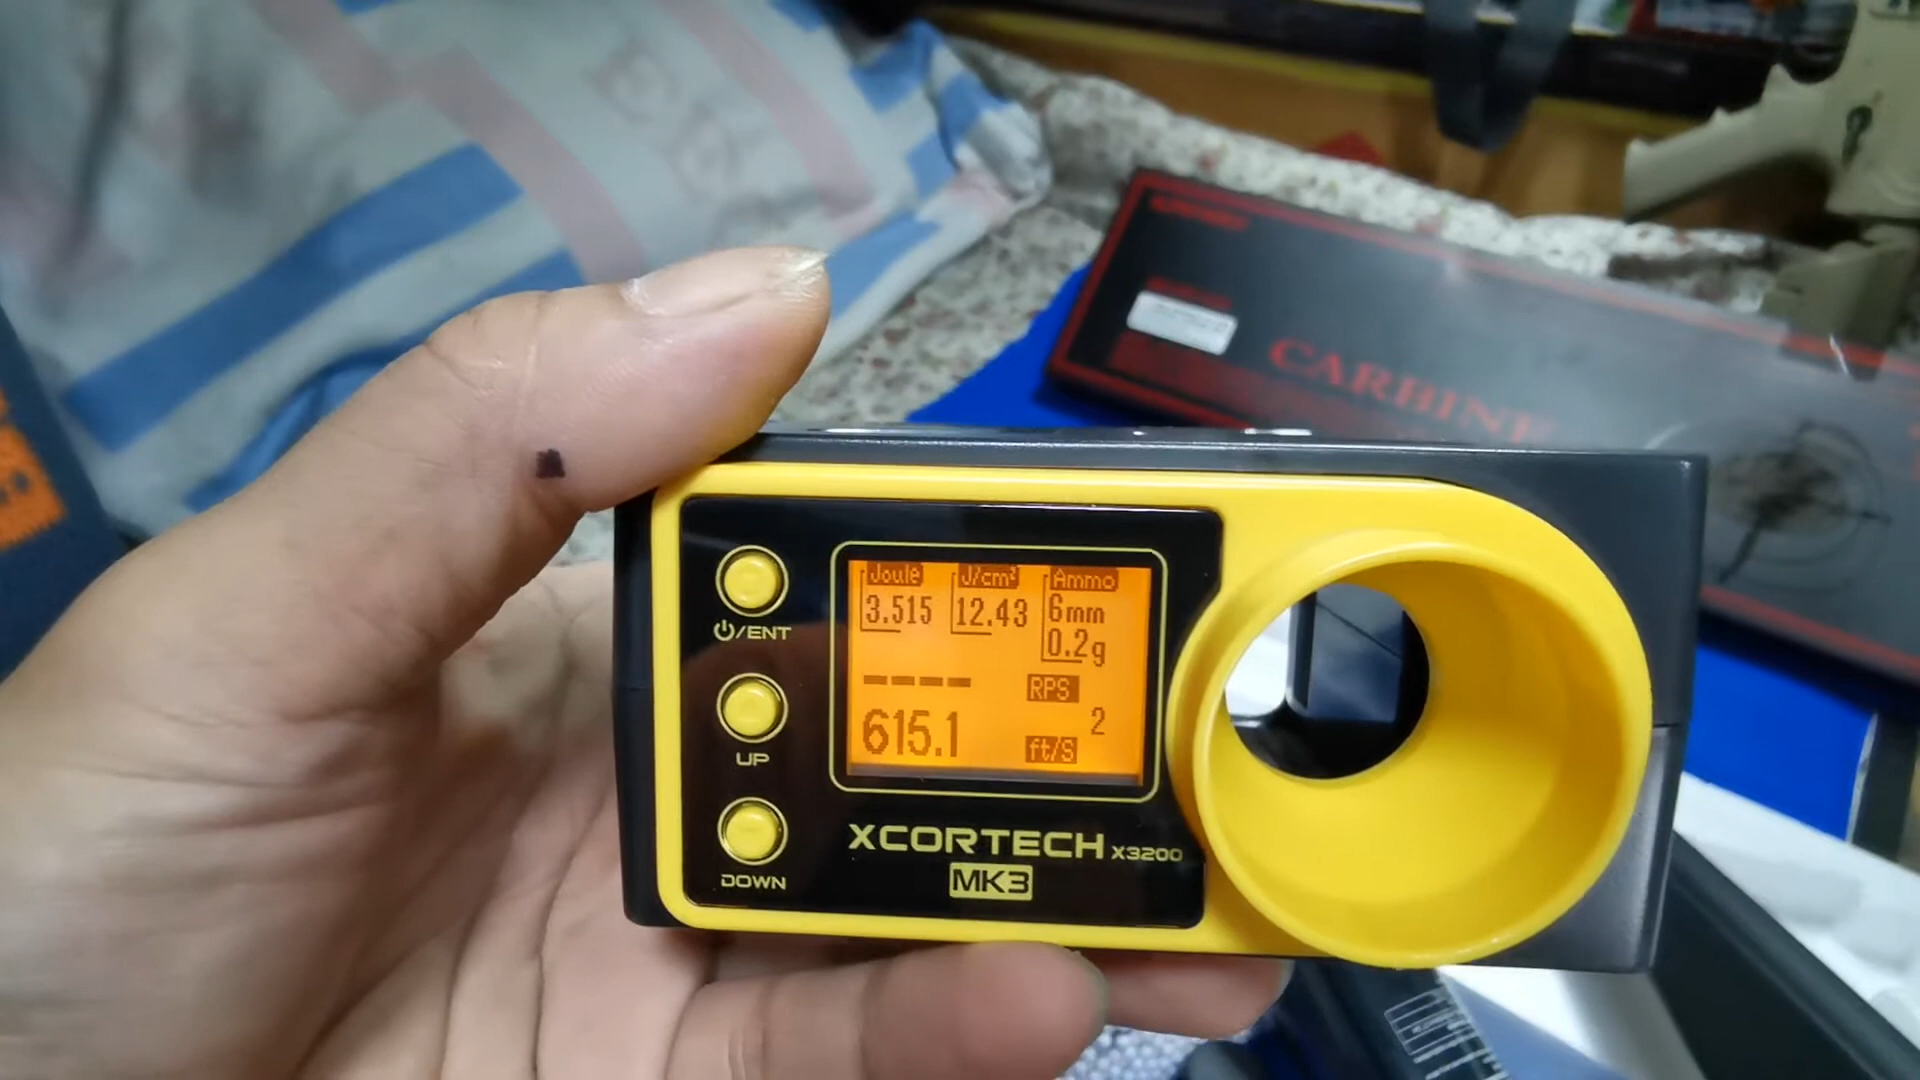 CARBINE
Joule J/cm² Ammo
3.515 12.43 6mm
0.2g
---- RPS
615.1 ft/S 2
⏻/ENT
UP
DOWN
XCORTECH X3200
MK3